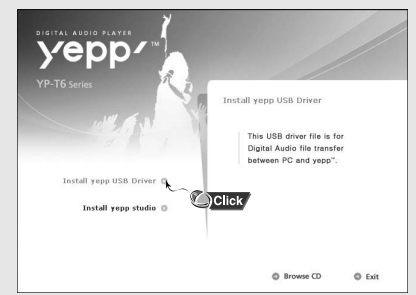 DIGITAL AUDIO PLAYER
yepp'™
YP-T6 Series
Install yepp USB Driver
This USB driver file is for
Digital Audio file transfer
between PC and yepp™.
Install yepp USB Driver
Click
Install yepp studio
Browse CD
Exit